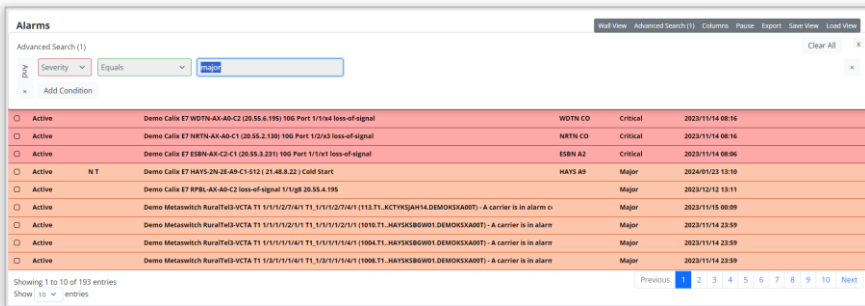 Alarms
Wall View Advanced Search (1) Columns Pause Export Save View Load View
Advanced Search (1) Clear All x
And Severity Equals major x
× Add Condition
Active Demo Calix E7 WDTN-AX-A0-C2 (20.55.6.195) 10G Port 1/1/x4 loss-of-signal WDTN CO Critical 2023/11/14 08:16
Active Demo Calix E7 NRTN-AX-A0-C1 (20.55.2.130) 10G Port 1/2/x3 loss-of-signal NRTN CO Critical 2023/11/14 08:16
Active Demo Calix E7 ESBN-AX-C2-C1 (20.55.3.231) 10G Port 1/1/x1 loss-of-signal ESBN A2 Critical 2023/11/14 08:06
Active N T Demo Calix E7 HAYS-2N-2E-A9-C1-S12 ( 21.48.8.22 ) Cold Start HAYS A9 Major 2024/01/23 13:10
Active Demo Calix E7 RPBL-AX-A0-C2 loss-of-signal 1/1/g8 20.55.4.195 Major 2023/12/12 13:11
Active Demo Metaswitch RuralTel3-VCTA T1 1/1/1/2/7/4/1 T1_1/1/1/2/7/4/1 (113.T1..KCTYKSJAH14.DEMOKSXA00T) - A carrier is in alarm co Major 2023/11/15 00:09
Active Demo Metaswitch RuralTel3-VCTA T1 1/1/1/1/2/1/1 T1_1/1/1/1/2/1/1 (1010.T1..HAYSKSBGW01.DEMOKSXA00T) - A carrier is in alarm Major 2023/11/14 23:59
Active Demo Metaswitch RuralTel3-VCTA T1 1/1/1/1/1/4/1 T1_1/1/1/1/1/4/1 (1004.T1..HAYSKSBGW01.DEMOKSXA00T) - A carrier is in alarm Major 2023/11/14 23:59
Active Demo Metaswitch RuralTel3-VCTA T1 1/3/1/1/1/4/1 T1_1/3/1/1/1/4/1 (1008.T1..HAYSKSBGW01.DEMOKSXA00T) - A carrier is in alarm Major 2023/11/14 23:59
Showing 1 to 10 of 193 entries Previous 1 2 3 4 5 6 7 8 9 10 Next
Show 10 entries